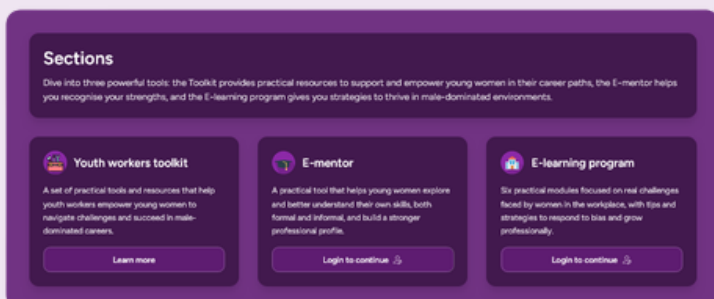 Sections
Dive into three powerful tools: the Toolkit provides practical resources to support and empower young women in their career paths, the E-mentor helps
you recognise your strengths, and the E-learning program gives you strategies to thrive in male-dominated environments.
Youth workers toolkit
A set of practical tools and resources that help
youth workers empower young women to
navigate challenges and succeed in male-
dominated careers.
Learn more
E-mentor
A practical tool that helps young women explore
and better understand their own skills, both
formal and informal, and build a stronger
professional profile.
Login to continue
E-learning program
Six practical modules focused on real challenges
faced by women in the workplace, with tips and
strategies to respond to bias and grow
professionally.
Login to continue